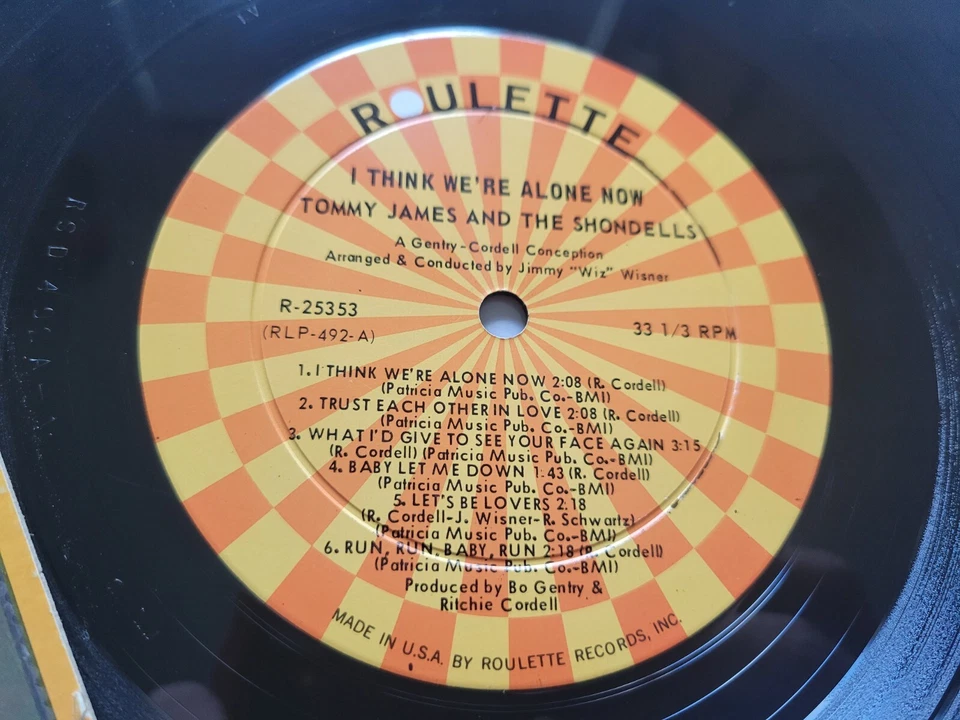 ROULETTE
I THINK WE'RE ALONE NOW
TOMMY JAMES AND THE SHONDELLS
A Gentry-Cordell Conception
Arranged & Conducted by Jimmy "Wiz" Wisner
R-25353
(RLP-492-A)
33 1/3 RPM
1. I THINK WE'RE ALONE NOW 2:08 (R. Cordell)
(Patricia Music Pub. Co.-BMI)
2. TRUST EACH OTHER IN LOVE 2:08 (R. Cordell)
(Patricia Music Pub. Co.-BMI)
3. WHAT I'D GIVE TO SEE YOUR FACE AGAIN 3:15
(R. Cordell) (Patricia Music Pub. Co.-BMI)
4. BABY LET ME DOWN 1:43 (R. Cordell)
(Patricia Music Pub. Co.-BMI)
5. LET'S BE LOVERS 2:18
(R. Cordell-J. Wisner-R. Schwartz)
(Patricia Music Pub. Co.-BMI)
6. RUN, RUN, BABY, RUN 2:18 (R. Cordell)
(Patricia Music Pub. Co.-BMI)
Produced by Bo Gentry &
Ritchie Cordell
MADE IN U.S.A. BY ROULETTE RECORDS, INC.